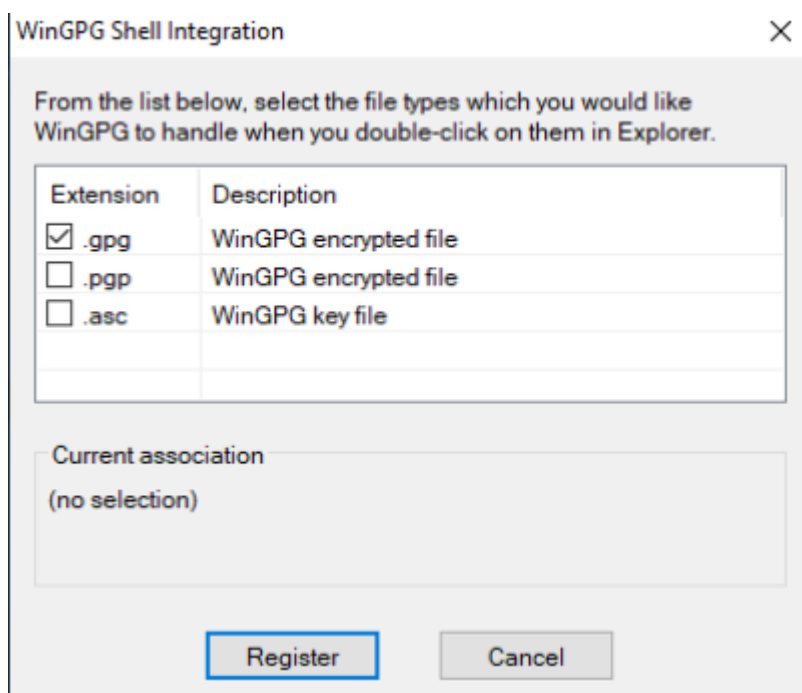 WinGPG Shell Integration
From the list below, select the file types which you would like
WinGPG to handle when you double-click on them in Explorer.
Extension Description
.gpg WinGPG encrypted file
.pgp WinGPG encrypted file
.asc WinGPG key file
Current association
(no selection)
Register Cancel